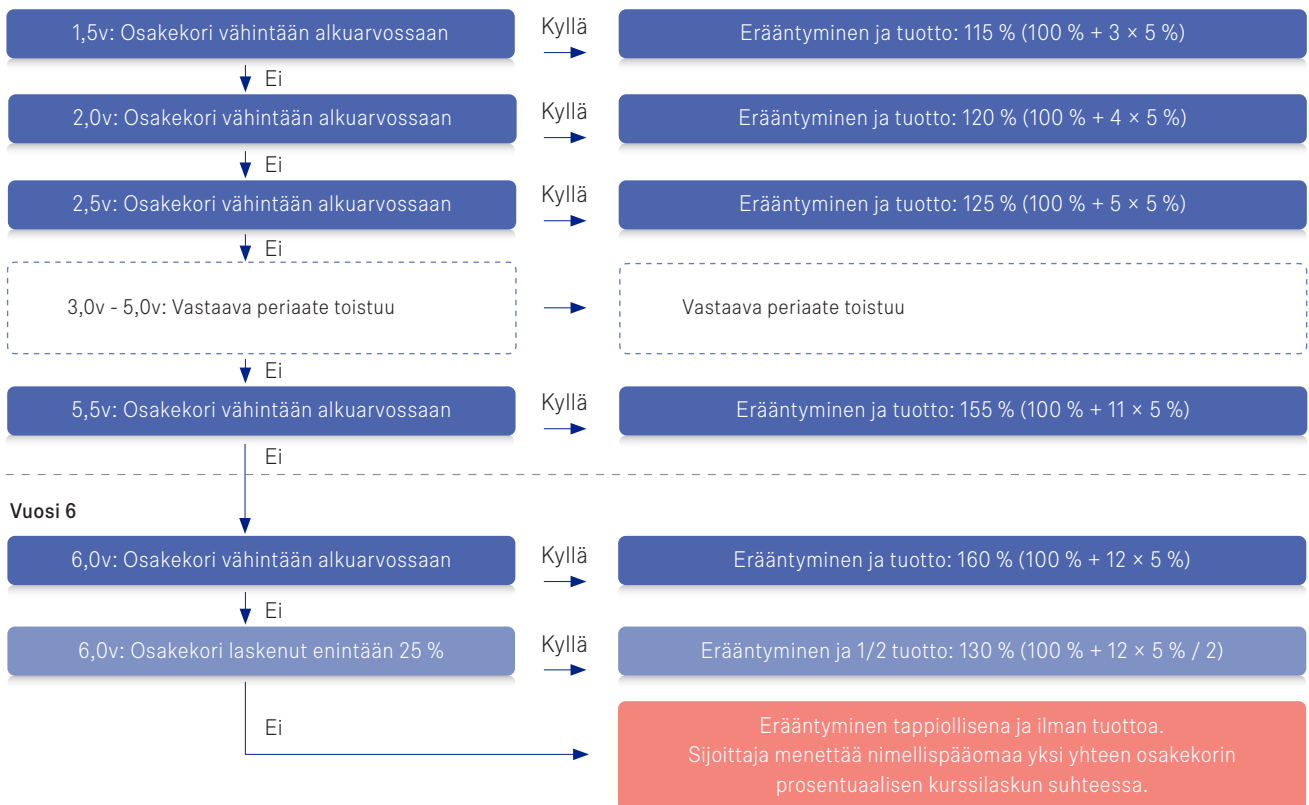 1,5v: Osakekori vähintään alkuarvossaan
Kyllä
Erääntyminen ja tuotto: 115 % (100 % + 3 × 5 %)
Ei
2,0v: Osakekori vähintään alkuarvossaan
Kyllä
Erääntyminen ja tuotto: 120 % (100 % + 4 × 5 %)
Ei
2,5v: Osakekori vähintään alkuarvossaan
Kyllä
Erääntyminen ja tuotto: 125 % (100 % + 5 × 5 %)
Ei
3,0v - 5,0v: Vastaava periaate toistuu
Vastaava periaate toistuu
Ei
5,5v: Osakekori vähintään alkuarvossaan
Kyllä
Erääntyminen ja tuotto: 155 % (100 % + 11 × 5 %)
Ei
Vuosi 6
6,0v: Osakekori vähintään alkuarvossaan
Kyllä
Erääntyminen ja tuotto: 160 % (100 % + 12 × 5 %)
Ei
6,0v: Osakekori laskenut enintään 25 %
Kyllä
Erääntyminen ja 1/2 tuotto: 130 % (100 % + 12 × 5 % / 2)
Ei
Erääntyminen tappiollisena ja ilman tuottoa.
Sijoittaja menettää nimellispääomaa yksi yhteen osakekorin
prosentuaalisen kurssilaskun suhteessa.